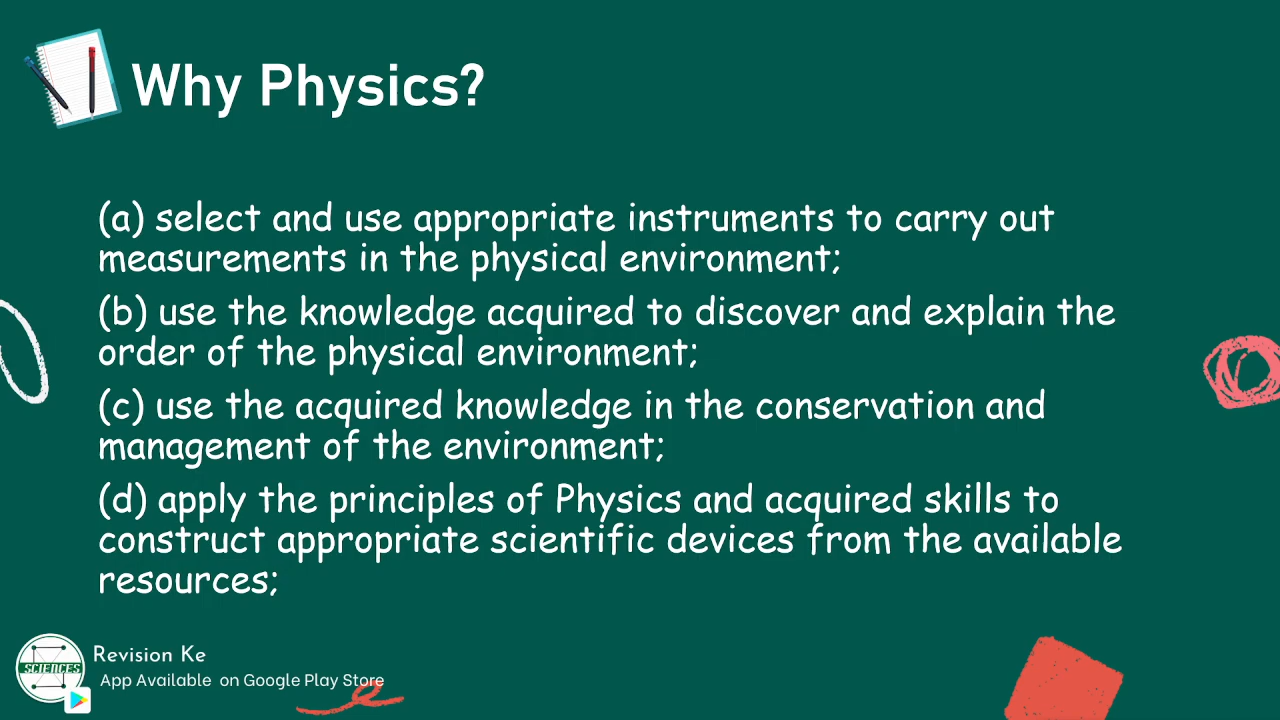 Why Physics?
(a) select and use appropriate instruments to carry out
measurements in the physical environment;
(b) use the knowledge acquired to discover and explain the
order of the physical environment;
(c) use the acquired knowledge in the conservation and
management of the environment;
(d) apply the principles of Physics and acquired skills to
construct appropriate scientific devices from the available
resources;
SCIENCES
Revision Ke
App Available on Google Play Store